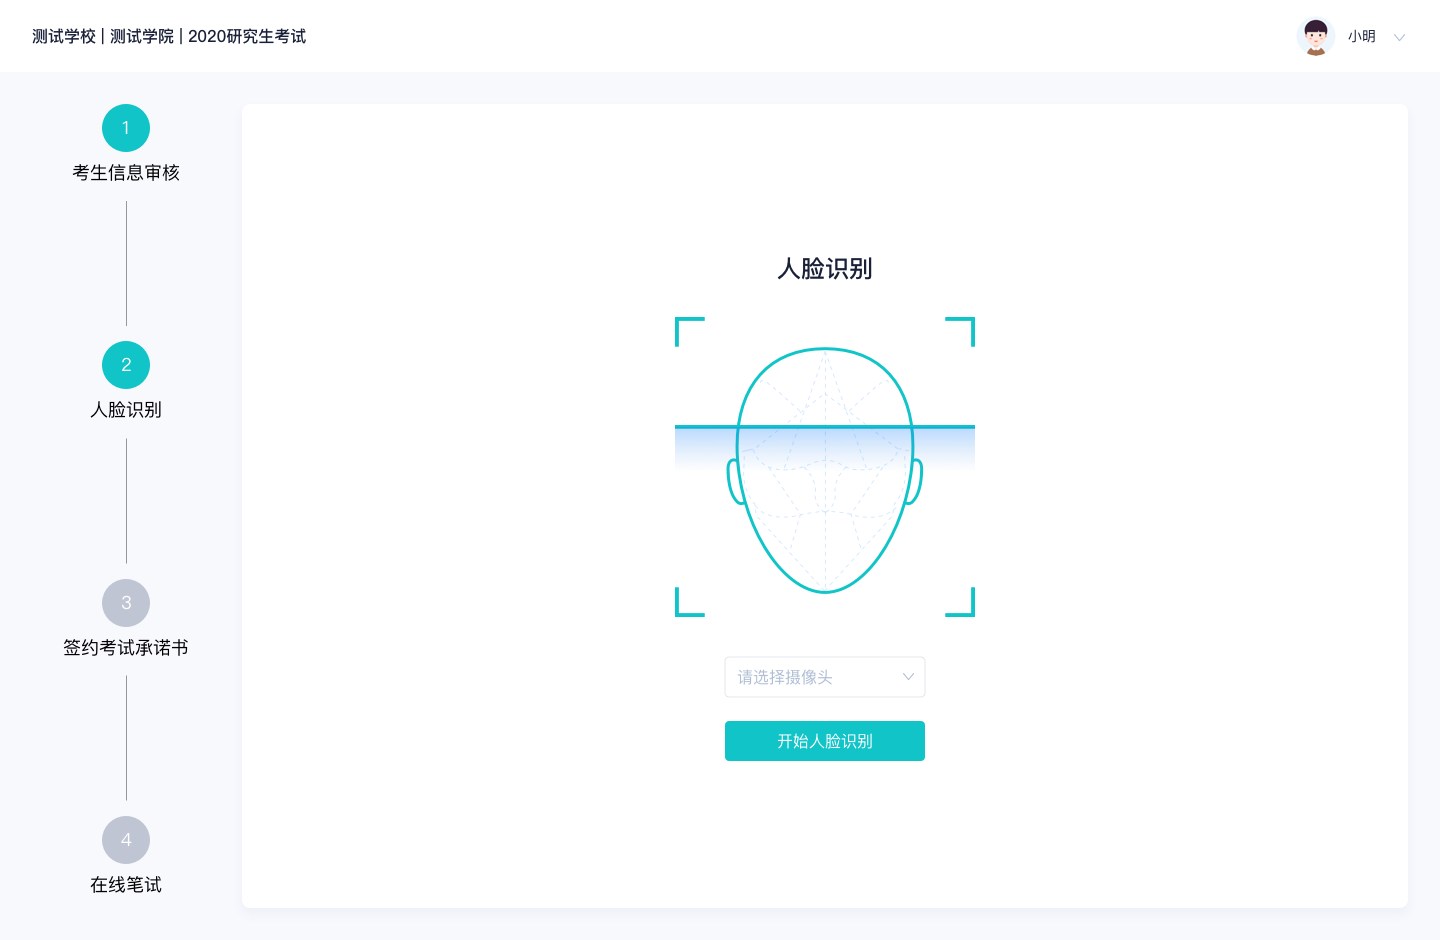 测试学校 | 测试学院 | 2020研究生考试
小明
1
考生信息审核
2
人脸识别
3
签约考试承诺书
4
在线笔试
人脸识别
请选择摄像头
开始人脸识别